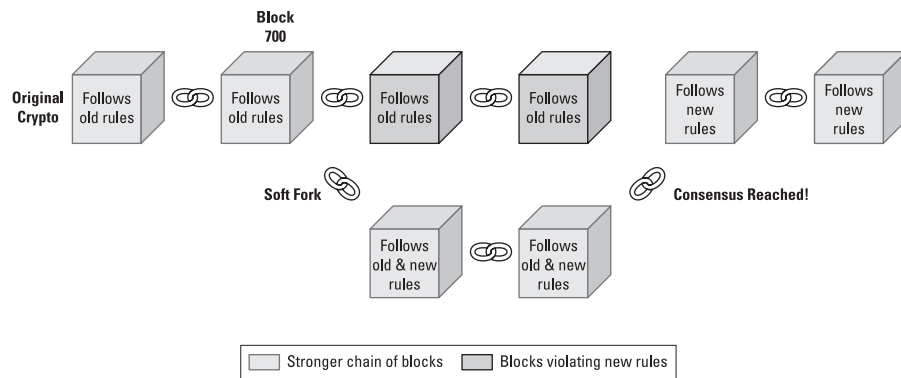 Block
700
Original
Crypto
Follows
old rules
Follows
old rules
Follows
old rules
Follows
old rules
Follows
new
rules
Follows
new
rules
Soft Fork
Consensus Reached!
Follows
old & new
rules
Follows
old & new
rules
Stronger chain of blocks
Blocks violating new rules